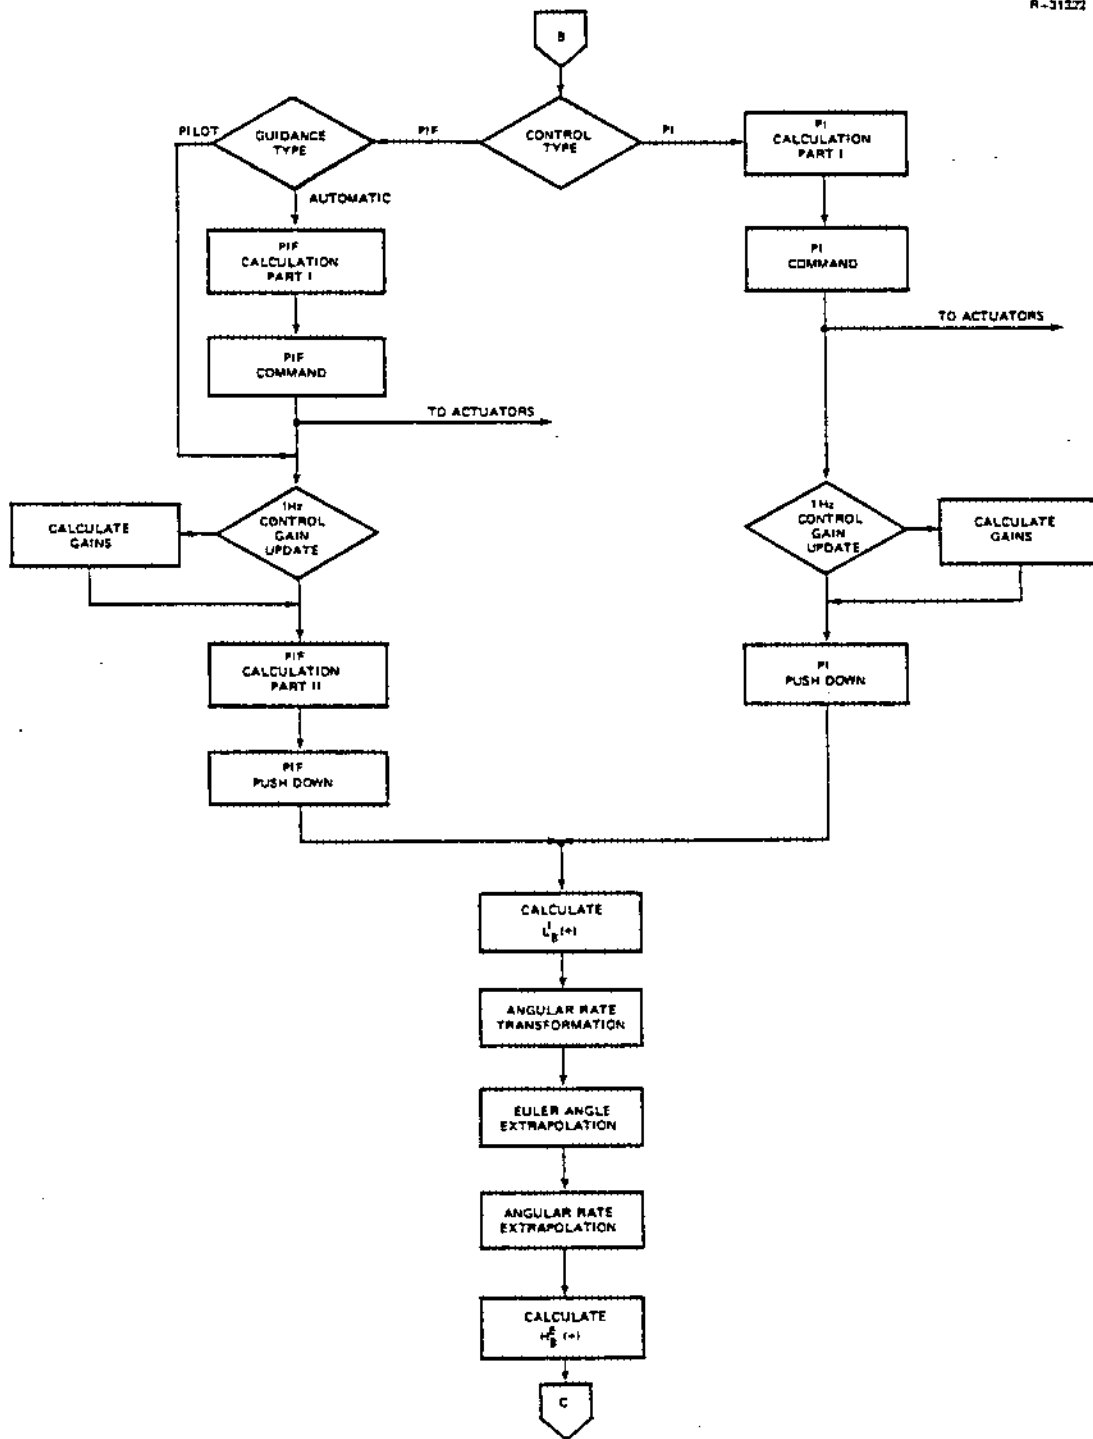 R-31322
B
PILOT
GUIDANCE
TYPE
PIF
CONTROL
TYPE
PI
PI
CALCULATION
PART I
AUTOMATIC
PIF
CALCULATION
PART I
PI
COMMAND
TO ACTUATORS
PIF
COMMAND
TO ACTUATORS
CALCULATE
GAINS
1Hz
CONTROL
GAIN
UPDATE
1Hz
CONTROL
GAIN
UPDATE
CALCULATE
GAINS
PIF
CALCULATION
PART II
PI
PUSH DOWN
PIF
PUSH DOWN
CALCULATE
ANGULAR RATE
TRANSFORMATION
EULER ANGLE
EXTRAPOLATION
ANGULAR RATE
EXTRAPOLATION
CALCULATE
C